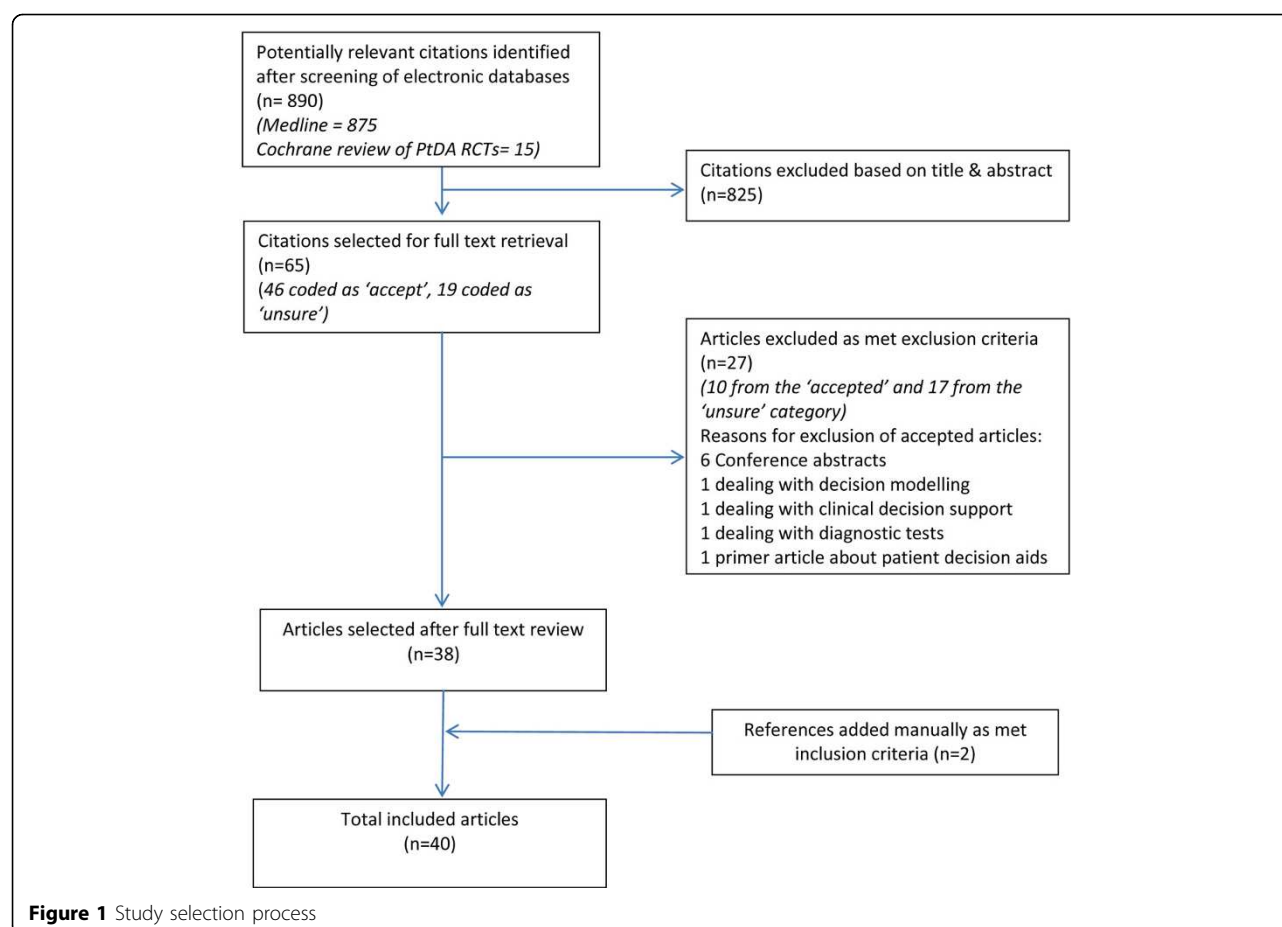 Potentially relevant citations identified
after screening of electronic databases
(n= 890)
(Medline = 875
Cochrane review of PtDA RCTs= 15)
Citations excluded based on title & abstract
(n=825)
Citations selected for full text retrieval
(n=65)
(46 coded as ‘accept’, 19 coded as
‘unsure’)
Articles excluded as met exclusion criteria
(n=27)
(10 from the ‘accepted’ and 17 from the
‘unsure’ category)
Reasons for exclusion of accepted articles:
6 Conference abstracts
1 dealing with decision modelling
1 dealing with clinical decision support
1 dealing with diagnostic tests
1 primer article about patient decision aids
Articles selected after full text review
(n=38)
References added manually as met
inclusion criteria (n=2)
Total included articles
(n=40)
Figure 1 Study selection process